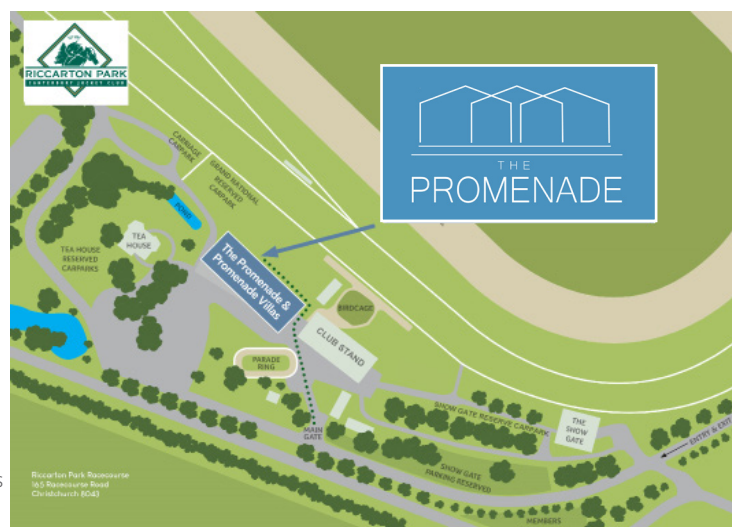 RICCARTON PARK
CANTERBURY JOCKEY CLUB
THE
PROMENADE
CARRIAGE
CARPARK
GRAND NATIONAL
RESERVED
CARPARK
POND
TEA
HOUSE
TEA HOUSE
RESERVED
CARPARKS
The Promenade &
Promenade Villas
BIRDCAGE
CLUB STAND
PARADE
RING
MAIN
GATE
SHOW GATE RESERVE CARPARK
THE
SHOW
GATE
ENTRY & EXIT
SHOW GATE
PARKING RESERVED
MEMBERS
Riccarton Park Racecourse
165 Racecourse Road
Christchurch 8043
s